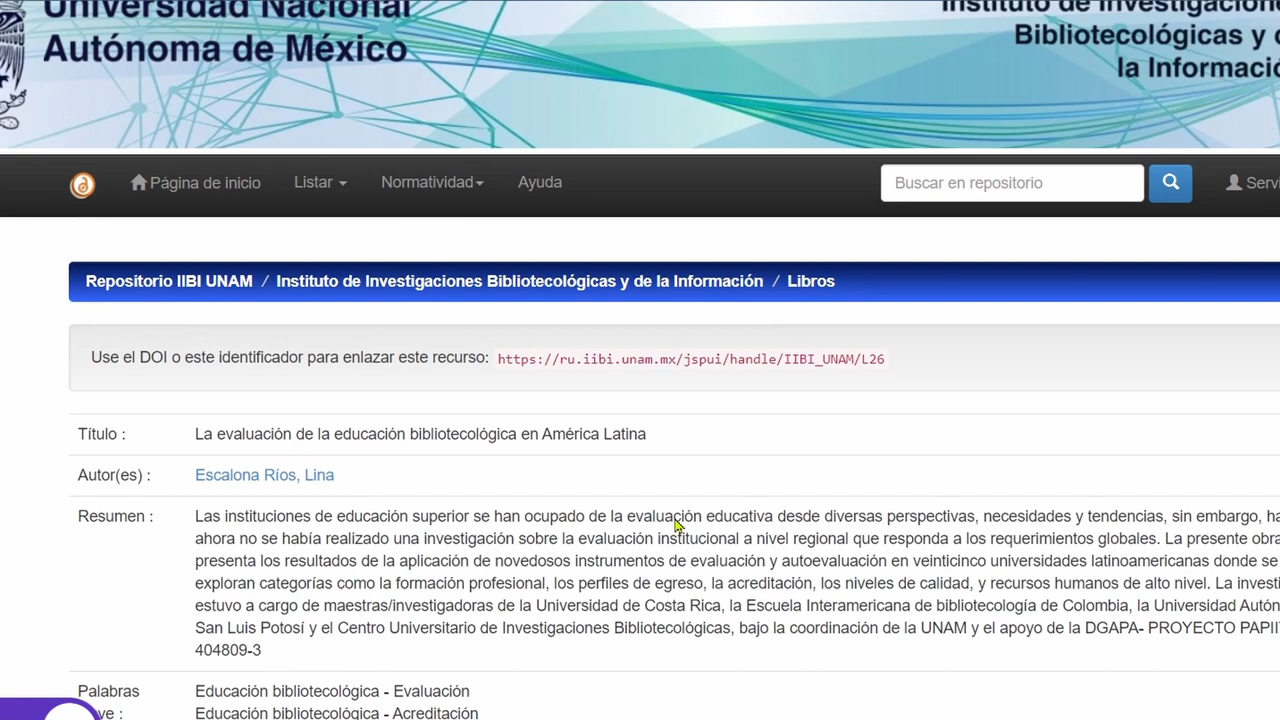 Universidad Nacional
Autónoma de México
Instituto de Investigaciones
Bibliotecológicas y
la Informació
Página de inicio
Listar
Normatividad
Ayuda
Buscar en repositorio
Servi
Repositorio IIBI UNAM / Instituto de Investigaciones Bibliotecológicas y de la Información / Libros
Use el DOI o este identificador para enlazar este recurso: https://ru.iibi.unam.mx/jspui/handle/IIBI_UNAM/L26
Título : La evaluación de la educación bibliotecológica en América Latina
Autor(es) : Escalona Ríos, Lina
Resumen : Las instituciones de educación superior se han ocupado de la evaluación educativa desde diversas perspectivas, necesidades y tendencias, sin embargo, ha
ahora no se había realizado una investigación sobre la evaluación institucional a nivel regional que responda a los requerimientos globales. La presente obra
presenta los resultados de la aplicación de novedosos instrumentos de evaluación y autoevaluación en veinticinco universidades latinoamericanas donde se
exploran categorías como la formación profesional, los perfiles de egreso, la acreditación, los niveles de calidad, y recursos humanos de alto nivel. La investi
estuvo a cargo de maestras/investigadoras de la Universidad de Costa Rica, la Escuela Interamericana de bibliotecología de Colombia, la Universidad Autón
San Luis Potosí y el Centro Universitario de Investigaciones Bibliotecológicas, bajo la coordinación de la UNAM y el apoyo de la DGAPA- PROYECTO PAPII
404809-3
Palabras Educación bibliotecológica - Evaluación
ve : Educación bibliotecológica - Acreditación